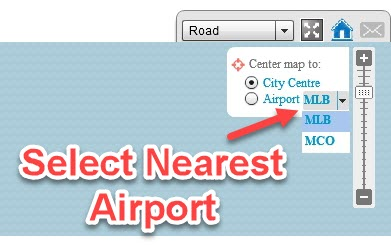 Road
Center map to:
City Centre
Airport MLB
MLB
MCO
Select Nearest
Airport